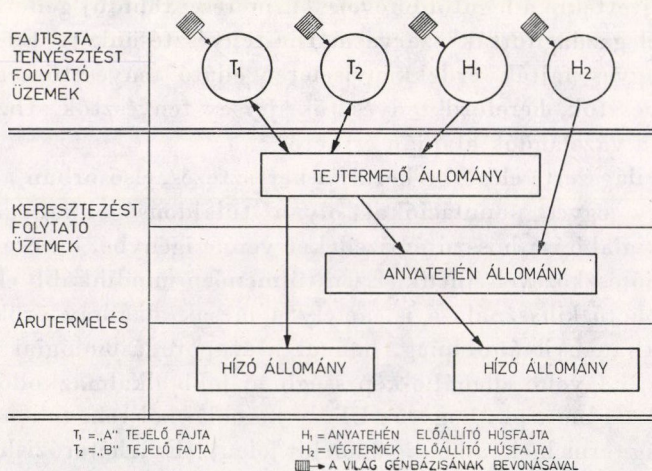 FAJTISZTA
TENYÉSZTÉST
FOLYTATÓ
ÜZEMEK
T₁
T₂
H₁
H₂
TEJTERMELŐ ÁLLOMÁNY
KERESZTEZÉST
FOLYTATÓ
ÜZEMEK
ANYATEHÉN ÁLLOMÁNY
ÁRUTERMELÉS
HÍZÓ ÁLLOMÁNY
HÍZÓ ÁLLOMÁNY
T₁ = „A” TEJELŐ FAJTA
T₂ = „B” TEJELŐ FAJTA
H₁ = ANYATEHÉN ELŐÁLLÍTÓ HÚSFAJTA
H₂ = VÉGTERMÉK ELŐÁLLÍTÓ HÚSFAJTA
A VILÁG GÉNBÁZISÁNAK BEVONÁSÁVAL